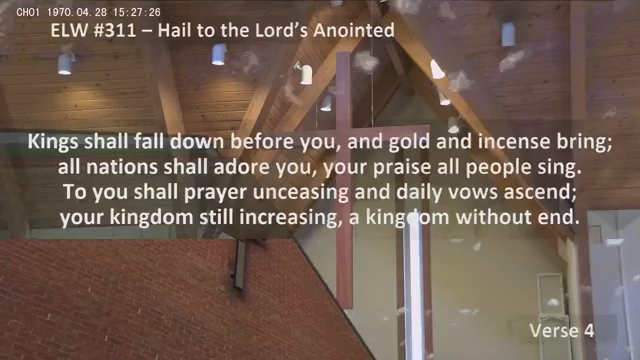 CH01 1970.04.28 15:27:26
ELW #311 – Hail to the Lord's Anointed
Kings shall fall down before you, and gold and incense bring;
all nations shall adore you, your praise all people sing.
To you shall prayer unceasing and daily vows ascend;
your kingdom still increasing, a kingdom without end.
Verse 4